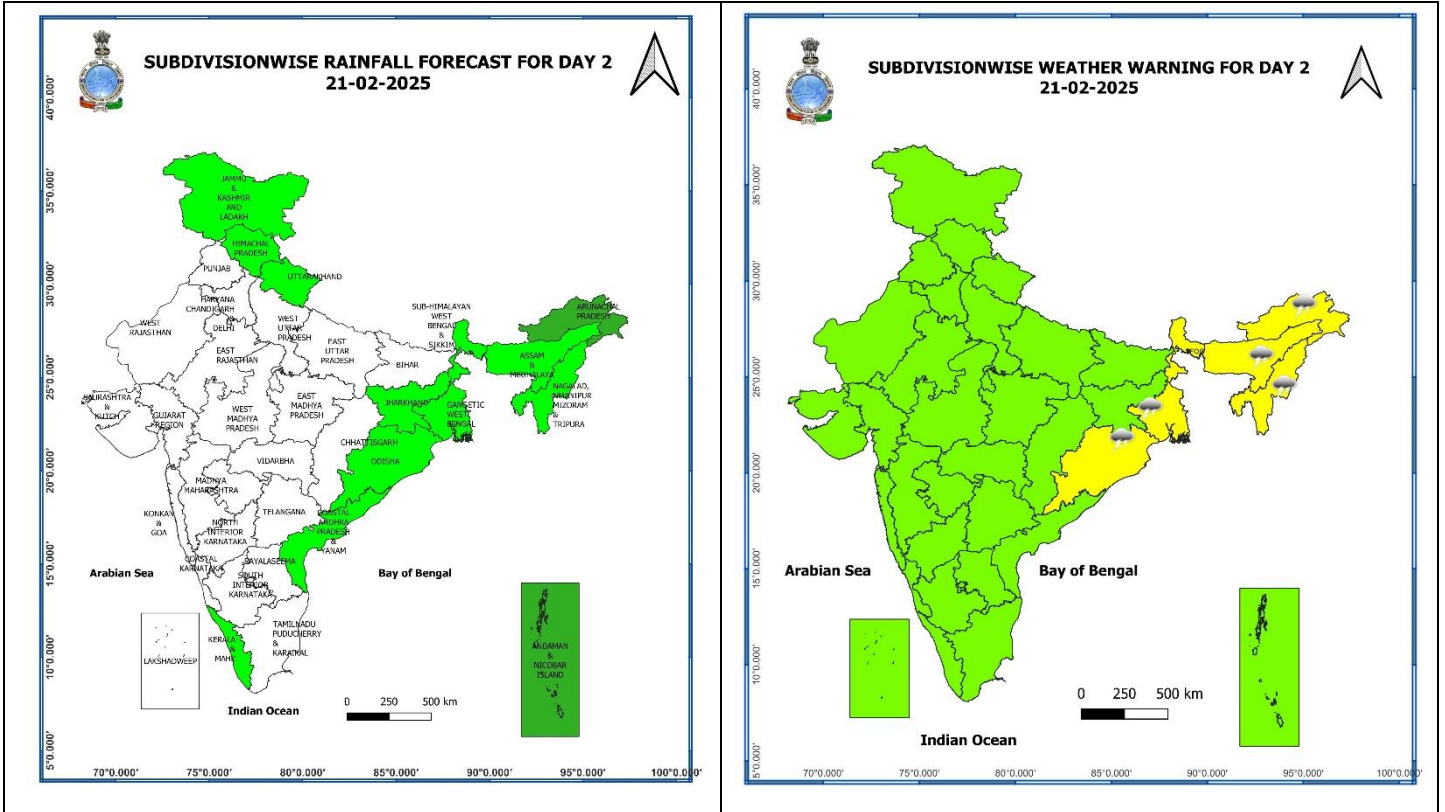 SUBDIVISIONWISE RAINFALL FORECAST FOR DAY 2
21-02-2025
40°0.000'
35°0.000'
30°0.000'
25°0.000'
20°0.000'
15°0.000'
10°0.000'
5°0.000'
JAMMU
&
KASHMIR
AND
LADAKH
HIMACHAL
PRADESH
PUNJAB
UTTARAKHAND
HARYANA
CHANDIGARH
&
DELHI
WEST
RAJASTHAN
WEST
UTTAR
PRADESH
SUB-HIMALAYAN
WEST
BENGAL
&
SIKKIM
ARUNACHAL
PRADESH
EAST
RAJASTHAN
EAST
UTTAR
PRADESH
BIHAR
ASSAM
&
MEGHALAYA
SAURASHTRA
&
KUTCH
GUJARAT
REGION
WEST
MADHYA
PRADESH
EAST
MADHYA
PRADESH
JHARKHAND
GANGETIC
WEST
BENGAL
NAGALAD,
MANIPUR
MIZORAM
&
TRIPURA
CHHATTISGARH
ODISHA
VIDARBHA
MADHYA
MAHARASHTRA
KONKAN
&
GOA
TELANGANA
NORTH
INTERIOR
KARNATAKA
COASTAL
ANDHRA
PRADESH
&
YANAM
COASTAL
KARNATAKA
RAYALASEEMA
SOUTH
INTERIOR
KARNATAKA
Arabian Sea
Bay of Bengal
KERALA
&
MAHE
TAMILNADU
PUDUCHERRY
&
KARAIKAL
LAKSHADWEEP
ANDAMAN
&
NICOBAR
ISLAND
0 250 500 km
Indian Ocean
70°0.000' 75°0.000' 80°0.000' 85°0.000' 90°0.000' 95°0.000' 100°0.000'
SUBDIVISIONWISE WEATHER WARNING FOR DAY 2
21-02-2025
40°0.000'
35°0.000'
30°0.000'
25°0.000'
20°0.000'
15°0.000'
10°0.000'
5°0.000'
Arabian Sea
Bay of Bengal
0 250 500 km
Indian Ocean
70°0.000' 75°0.000' 80°0.000' 85°0.000' 90°0.000' 95°0.000' 100°0.000'